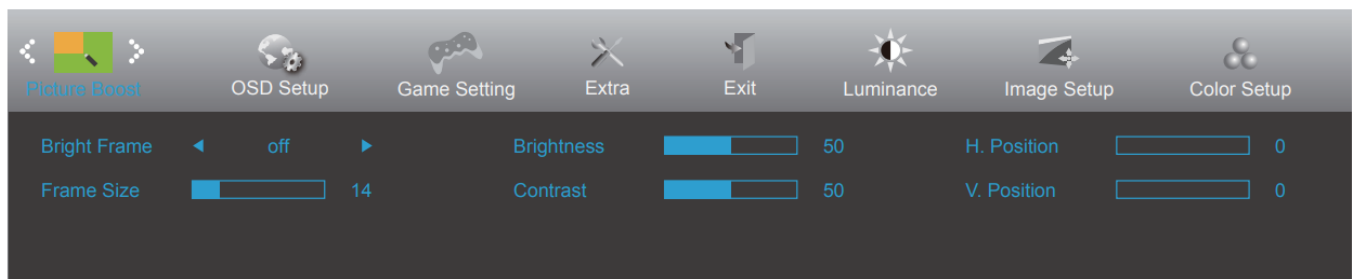 Picture Boost OSD Setup Game Setting Extra Exit Luminance Image Setup Color Setup
Bright Frame off Brightness 50 H. Position 0
Frame Size 14 Contrast 50 V. Position 0